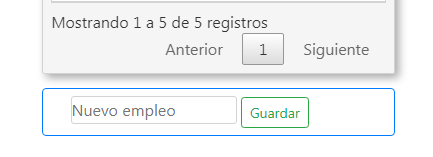 Mostrando 1 a 5 de 5 registros
Anterior 1 Siguiente
Nuevo empleo Guardar